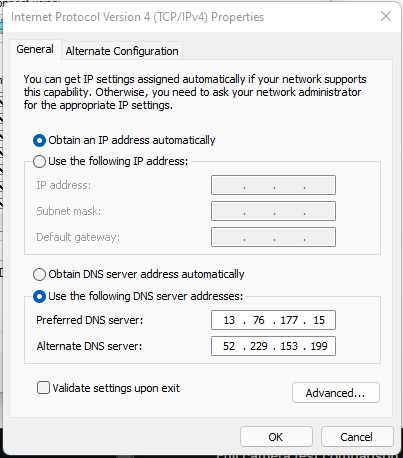 Internet Protocol Version 4 (TCP/IPv4) Properties
General
Alternate Configuration
You can get IP settings assigned automatically if your network supports
this capability. Otherwise, you need to ask your network administrator
for the appropriate IP settings.
Obtain an IP address automatically
Use the following IP address:
IP address:
. . .
Subnet mask:
. . .
Default gateway:
. . .
Obtain DNS server address automatically
Use the following DNS server addresses:
Preferred DNS server:
13 . 76 . 177 . 15
Alternate DNS server:
52 . 229 . 153 . 199
Validate settings upon exit
Advanced...
OK
Cancel